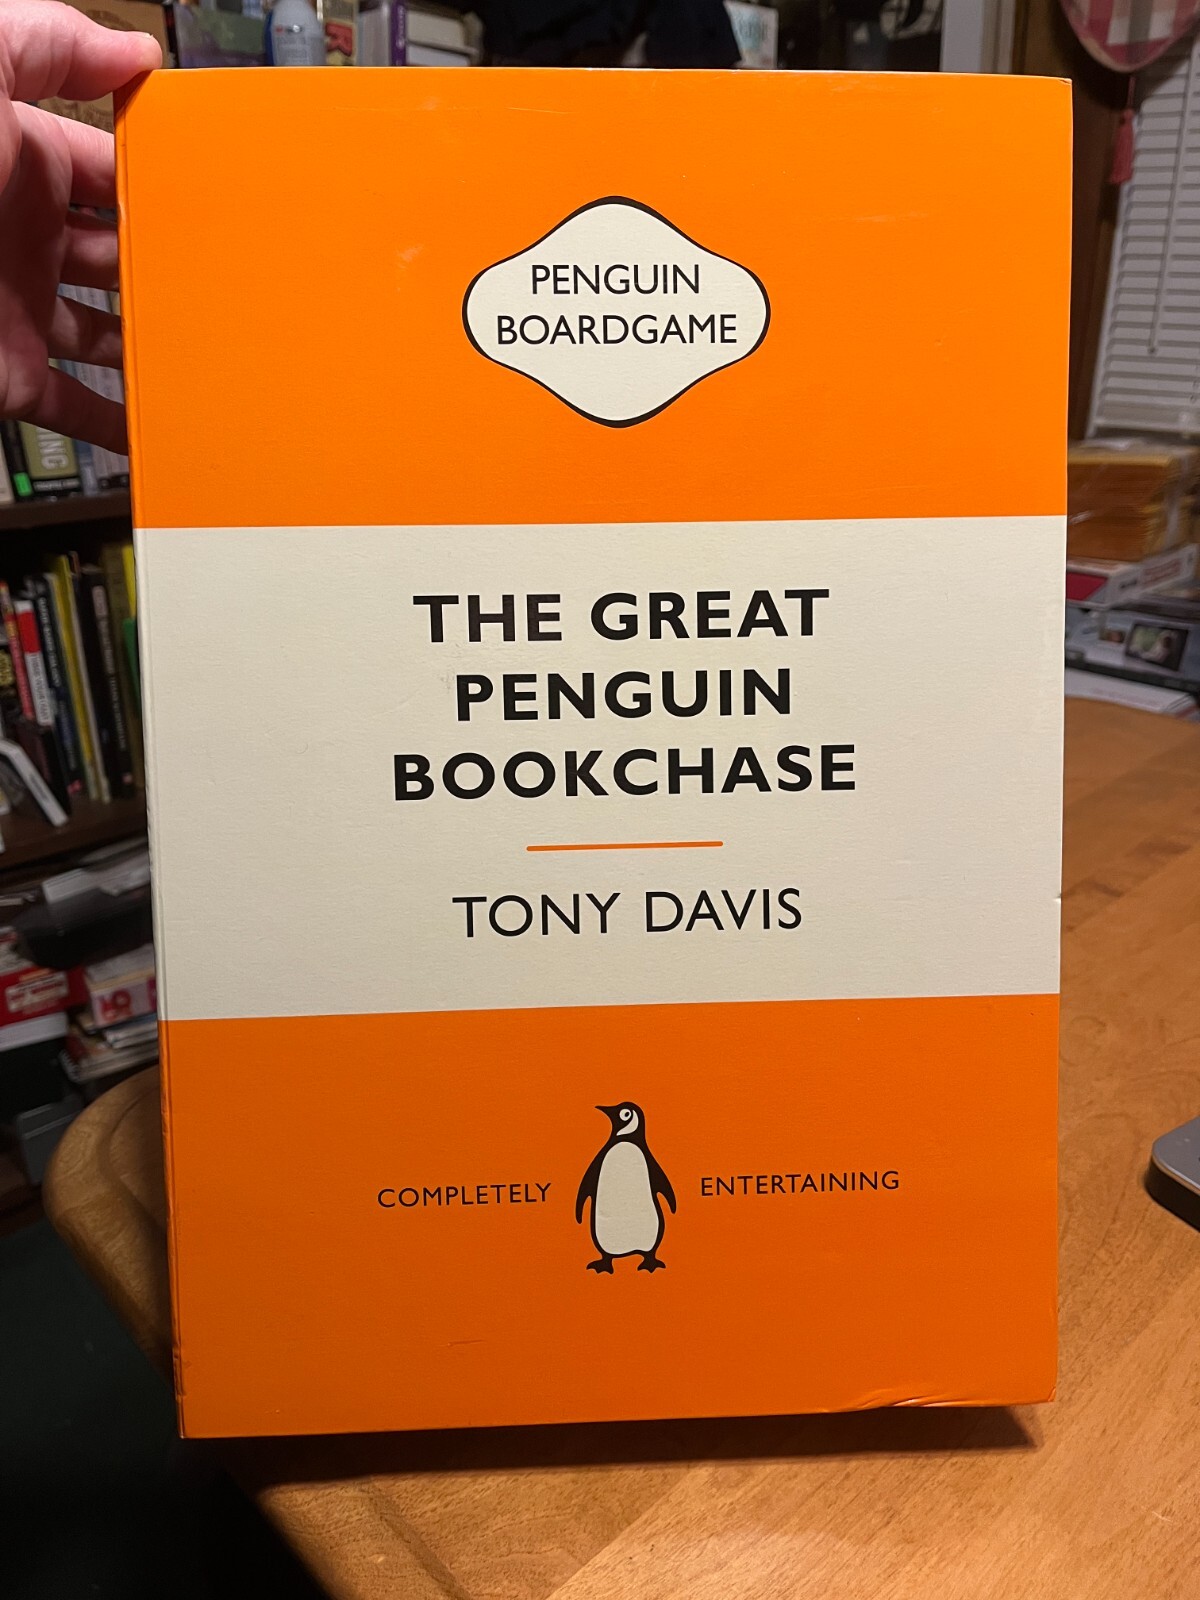 PENGUIN
BOARDGAME
THE GREAT
PENGUIN
BOOKCHASE
TONY DAVIS
COMPLETELY ENTERTAINING